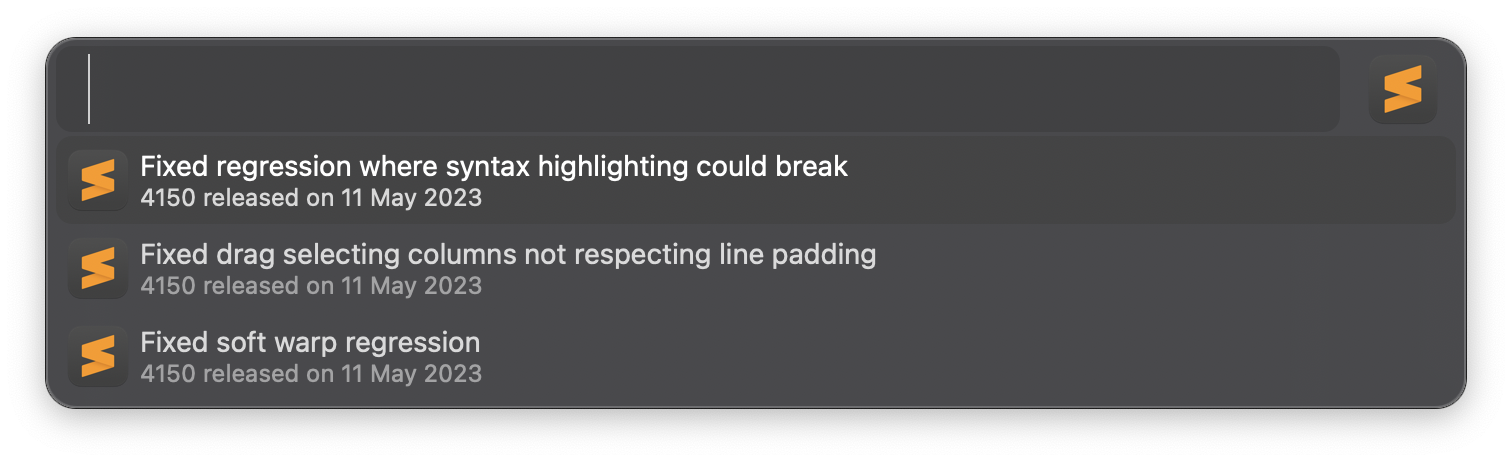 Fixed regression where syntax highlighting could break
4150 released on 11 May 2023
Fixed drag selecting columns not respecting line padding
4150 released on 11 May 2023
Fixed soft warp regression
4150 released on 11 May 2023